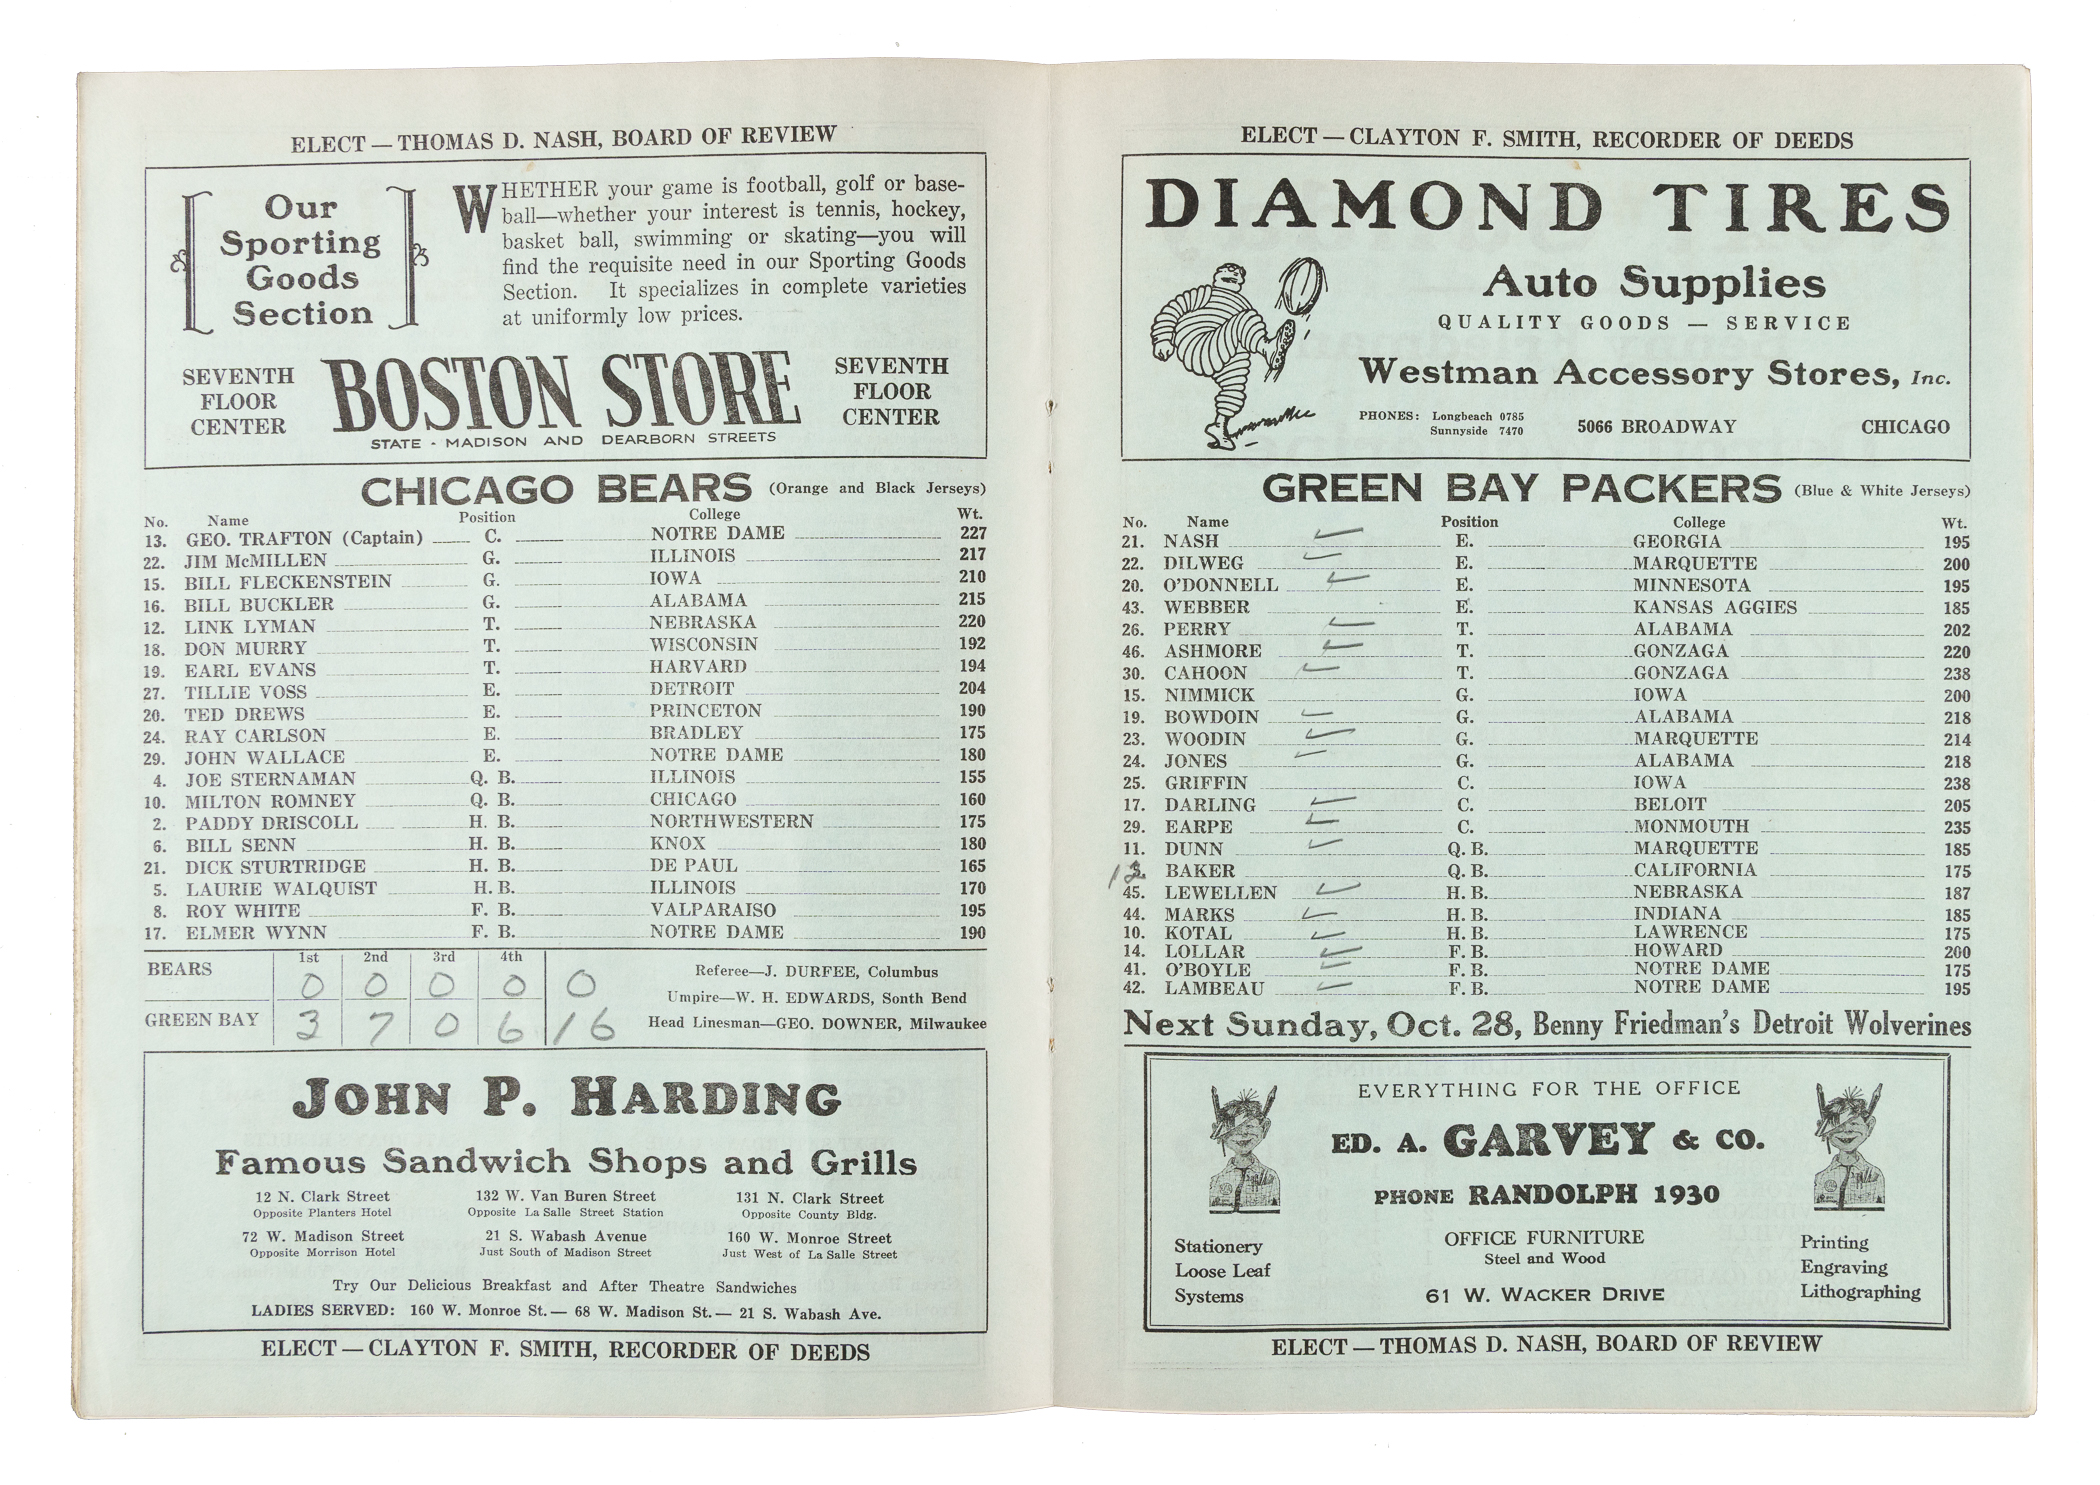 ELECT — THOMAS D. NASH, BOARD OF REVIEW
Our
Sporting
Goods
Section
WHETHER your game is football, golf or base-
ball—whether your interest is tennis, hockey,
basket ball, swimming or skating—you will
find the requisite need in our Sporting Goods
Section. It specializes in complete varieties
at uniformly low prices.
SEVENTH
FLOOR
CENTER
BOSTON STORE
STATE - MADISON AND DEARBORN STREETS
SEVENTH
FLOOR
CENTER
CHICAGO BEARS (Orange and Black Jerseys)
No. Name Position College Wt.
13. GEO. TRAFTON (Captain) C. NOTRE DAME 227
22. JIM McMILLEN G. ILLINOIS 217
15. BILL FLECKENSTEIN G. IOWA 210
16. BILL BUCKLER G. ALABAMA 215
12. LINK LYMAN T. NEBRASKA 220
18. DON MURRY T. WISCONSIN 192
19. EARL EVANS T. HARVARD 194
27. TILLIE VOSS E. DETROIT 204
20. TED DREWS E. PRINCETON 190
24. RAY CARLSON E. BRADLEY 175
29. JOHN WALLACE E. NOTRE DAME 180
4. JOE STERNAMAN Q. B. ILLINOIS 155
10. MILTON ROMNEY Q. B. CHICAGO 160
2. PADDY DRISCOLL H. B. NORTHWESTERN 175
6. BILL SENN H. B. KNOX 180
21. DICK STURTRIDGE H. B. DE PAUL 165
5. LAURIE WALQUIST H. B. ILLINOIS 170
8. ROY WHITE F. B. VALPARAISO 195
17. ELMER WYNN F. B. NOTRE DAME 190
1st 2nd 3rd 4th
BEARS 0 0 0 0 0
GREEN BAY 3 7 0 6 16
Referee—J. DURFEE, Columbus
Umpire—W. H. EDWARDS, Sonth Bend
Head Linesman—GEO. DOWNER, Milwaukee
JOHN P. HARDING
Famous Sandwich Shops and Grills
12 N. Clark Street 132 W. Van Buren Street 131 N. Clark Street
Opposite Planters Hotel Opposite La Salle Street Station Opposite County Bldg.
72 W. Madison Street 21 S. Wabash Avenue 160 W. Monroe Street
Opposite Morrison Hotel Just South of Madison Street Just West of La Salle Street
Try Our Delicious Breakfast and After Theatre Sandwiches
LADIES SERVED: 160 W. Monroe St. — 68 W. Madison St. — 21 S. Wabash Ave.
ELECT — CLAYTON F. SMITH, RECORDER OF DEEDS
ELECT — CLAYTON F. SMITH, RECORDER OF DEEDS
DIAMOND TIRES
Auto Supplies
QUALITY GOODS — SERVICE
Westman Accessory Stores, Inc.
PHONES: Longbeach 0785
Sunnyside 7470
5066 BROADWAY CHICAGO
GREEN BAY PACKERS (Blue & White Jerseys)
No. Name Position College Wt.
21. NASH E. GEORGIA 195
22. DILWEG E. MARQUETTE 200
20. O'DONNELL E. MINNESOTA 195
43. WEBBER E. KANSAS AGGIES 185
26. PERRY T. ALABAMA 202
46. ASHMORE T. GONZAGA 220
30. CAHOON T. GONZAGA 238
15. NIMMICK G. IOWA 200
19. BOWDOIN G. ALABAMA 218
23. WOODIN G. MARQUETTE 214
24. JONES G. ALABAMA 218
25. GRIFFIN C. IOWA 238
17. DARLING C. BELOIT 205
29. EARPE C. MONMOUTH 235
11. DUNN Q. B. MARQUETTE 185
BAKER Q. B. CALIFORNIA 175
45. LEWELLEN H. B. NEBRASKA 187
44. MARKS H. B. INDIANA 185
10. KOTAL H. B. LAWRENCE 175
14. LOLLAR F. B. HOWARD 200
41. O'BOYLE F. B. NOTRE DAME 175
42. LAMBEAU F. B. NOTRE DAME 195
Next Sunday, Oct. 28, Benny Friedman's Detroit Wolverines
EVERYTHING FOR THE OFFICE
ED. A. GARVEY & CO.
PHONE RANDOLPH 1930
OFFICE FURNITURE
Steel and Wood
61 W. WACKER DRIVE
Stationery
Loose Leaf
Systems
Printing
Engraving
Lithographing
ELECT — THOMAS D. NASH, BOARD OF REVIEW